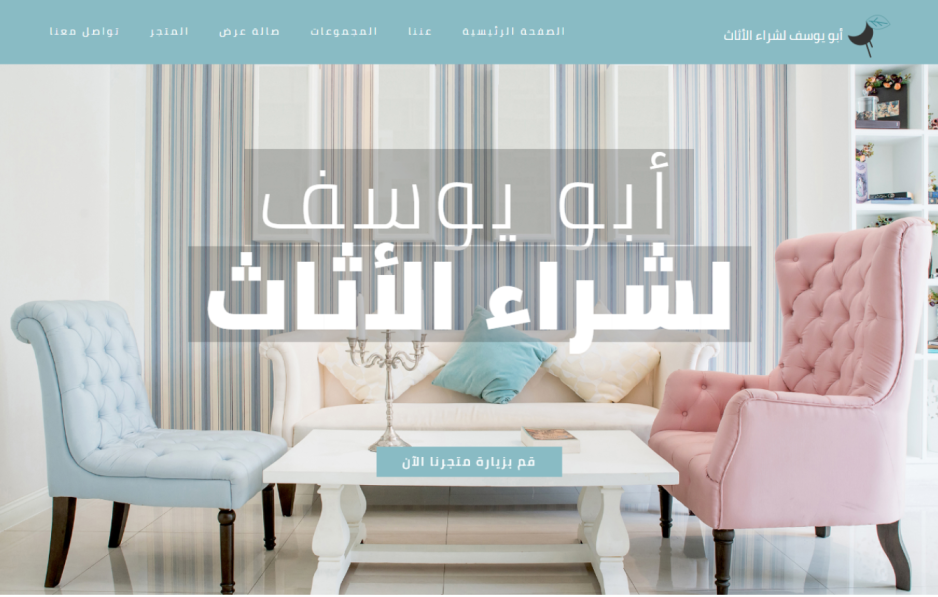 أبو يوسف لشراء الأثاث
الصفحة الرئيسية
عننا
المجموعات
صالة عرض
المتجر
تواصل معنا
أبو يوسف
لشراء الأثاث
قم بزيارة متجرنا الآن